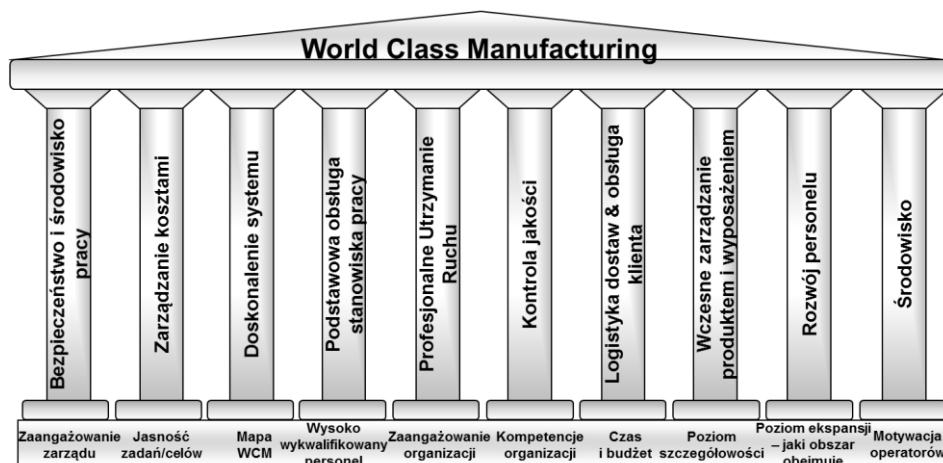 World Class Manufacturing
Bezpieczeństwo i środowisko
pracy
Zarządzanie kosztami
Doskonalenie systemu
Podstawowa obsługa
stanowiska pracy
Profesjonalne Utrzymanie
Ruchu
Kontrola jakości
Logistyka dostaw & obsługa
klienta
Wczesne zarządzanie
produktem i wyposażeniem
Rozwój personelu
Środowisko
Zaangażowanie
zarządu
Jasność
zadań/celów
Mapa
WCM
Wysoko
wykwalifikowany
personel
Zaangażowanie
organizacji
Kompetencje
organizacji
Czas
i budżet
Poziom
szczegółowości
Poziom ekspansji
– jaki obszar
obejmuje
Motywacja
operatorów